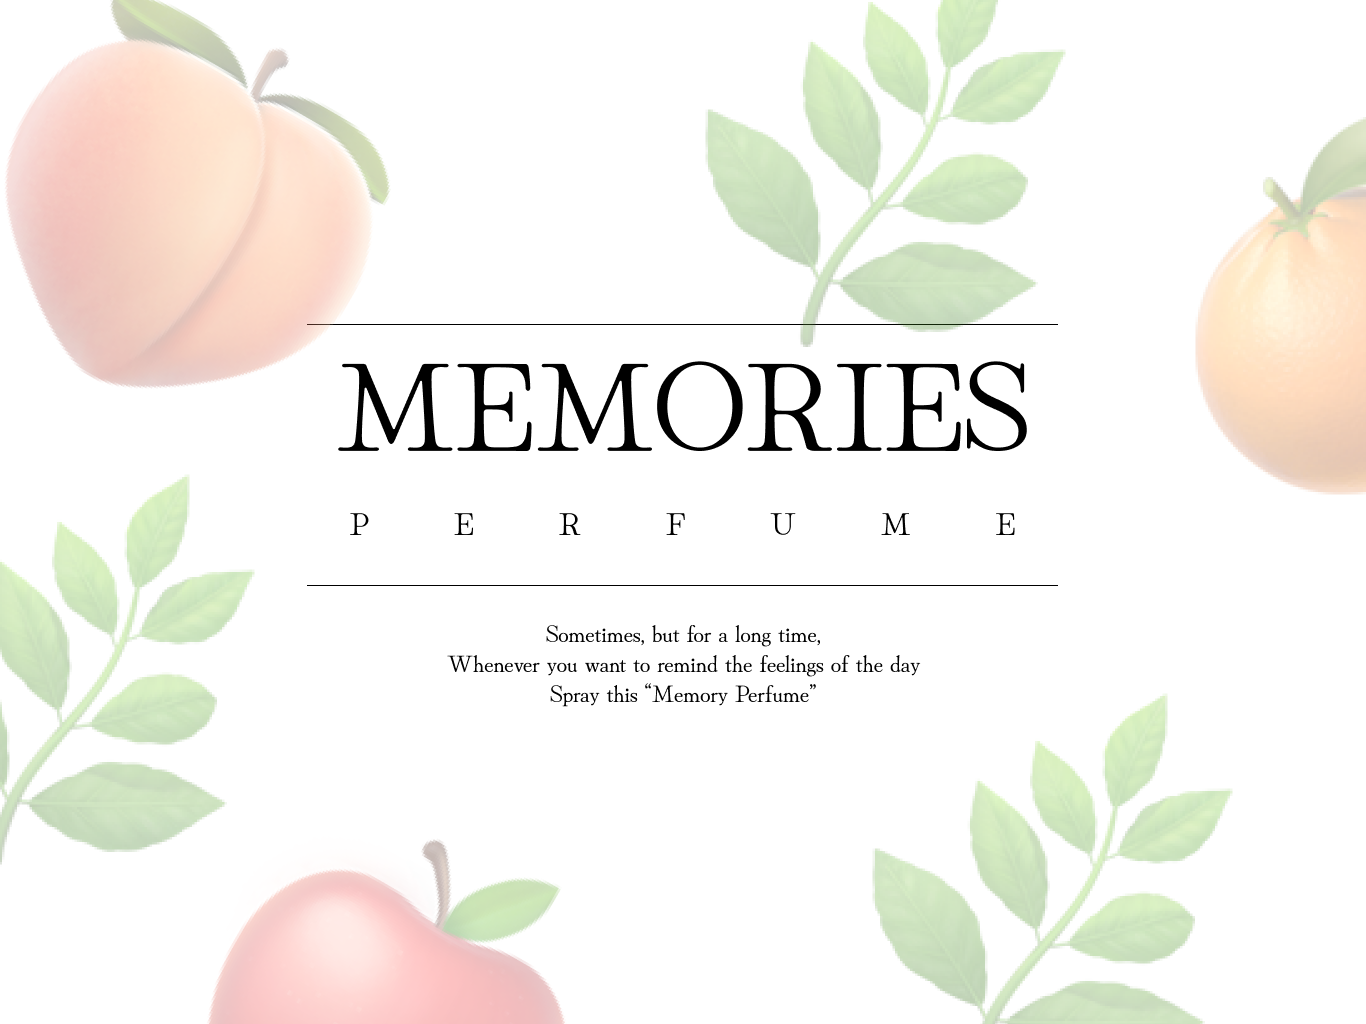 MEMORIES
PERFUME
Sometimes, but for a long time,
Whenever you want to remind the feelings of the day
Spray this “Memory Perfume”